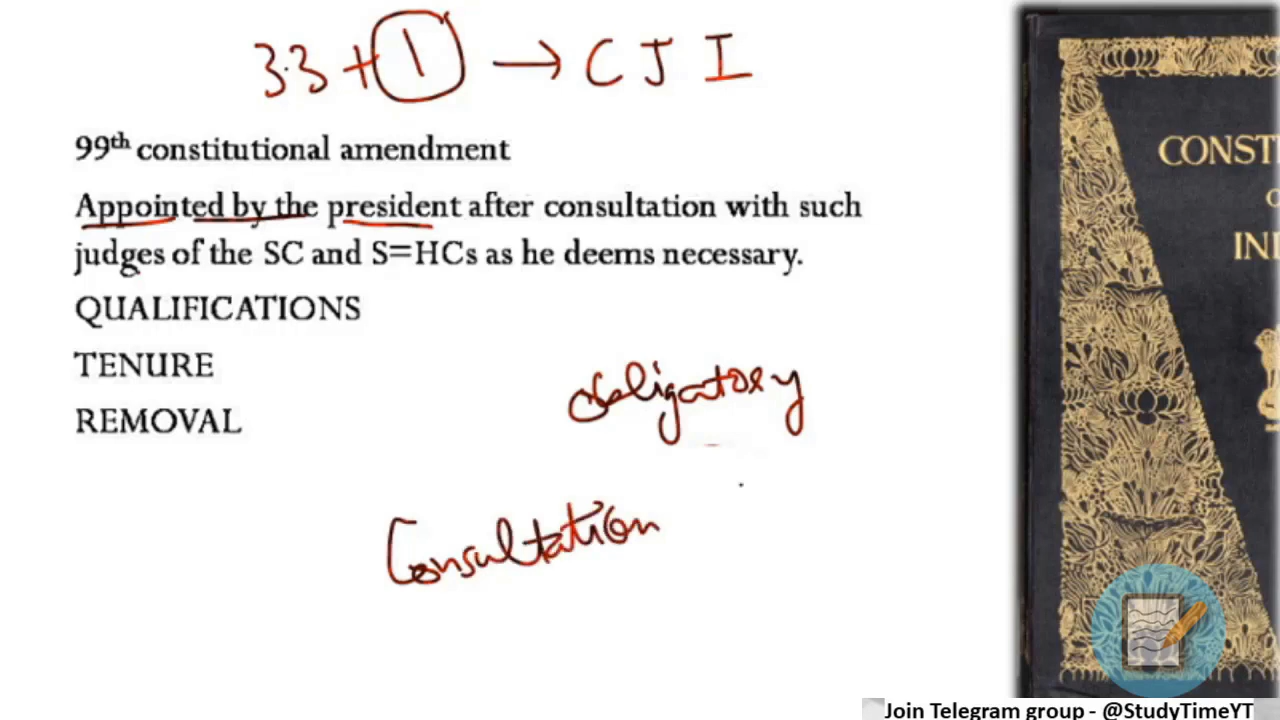 33 + 1 → CJI
99th constitutional amendment
Appointed by the president after consultation with such
judges of the SC and S=HCs as he deems necessary.
QUALIFICATIONS
TENURE
REMOVAL
obligatory
Consultation
CONST
IN
Join Telegram group - @StudyTimeYT